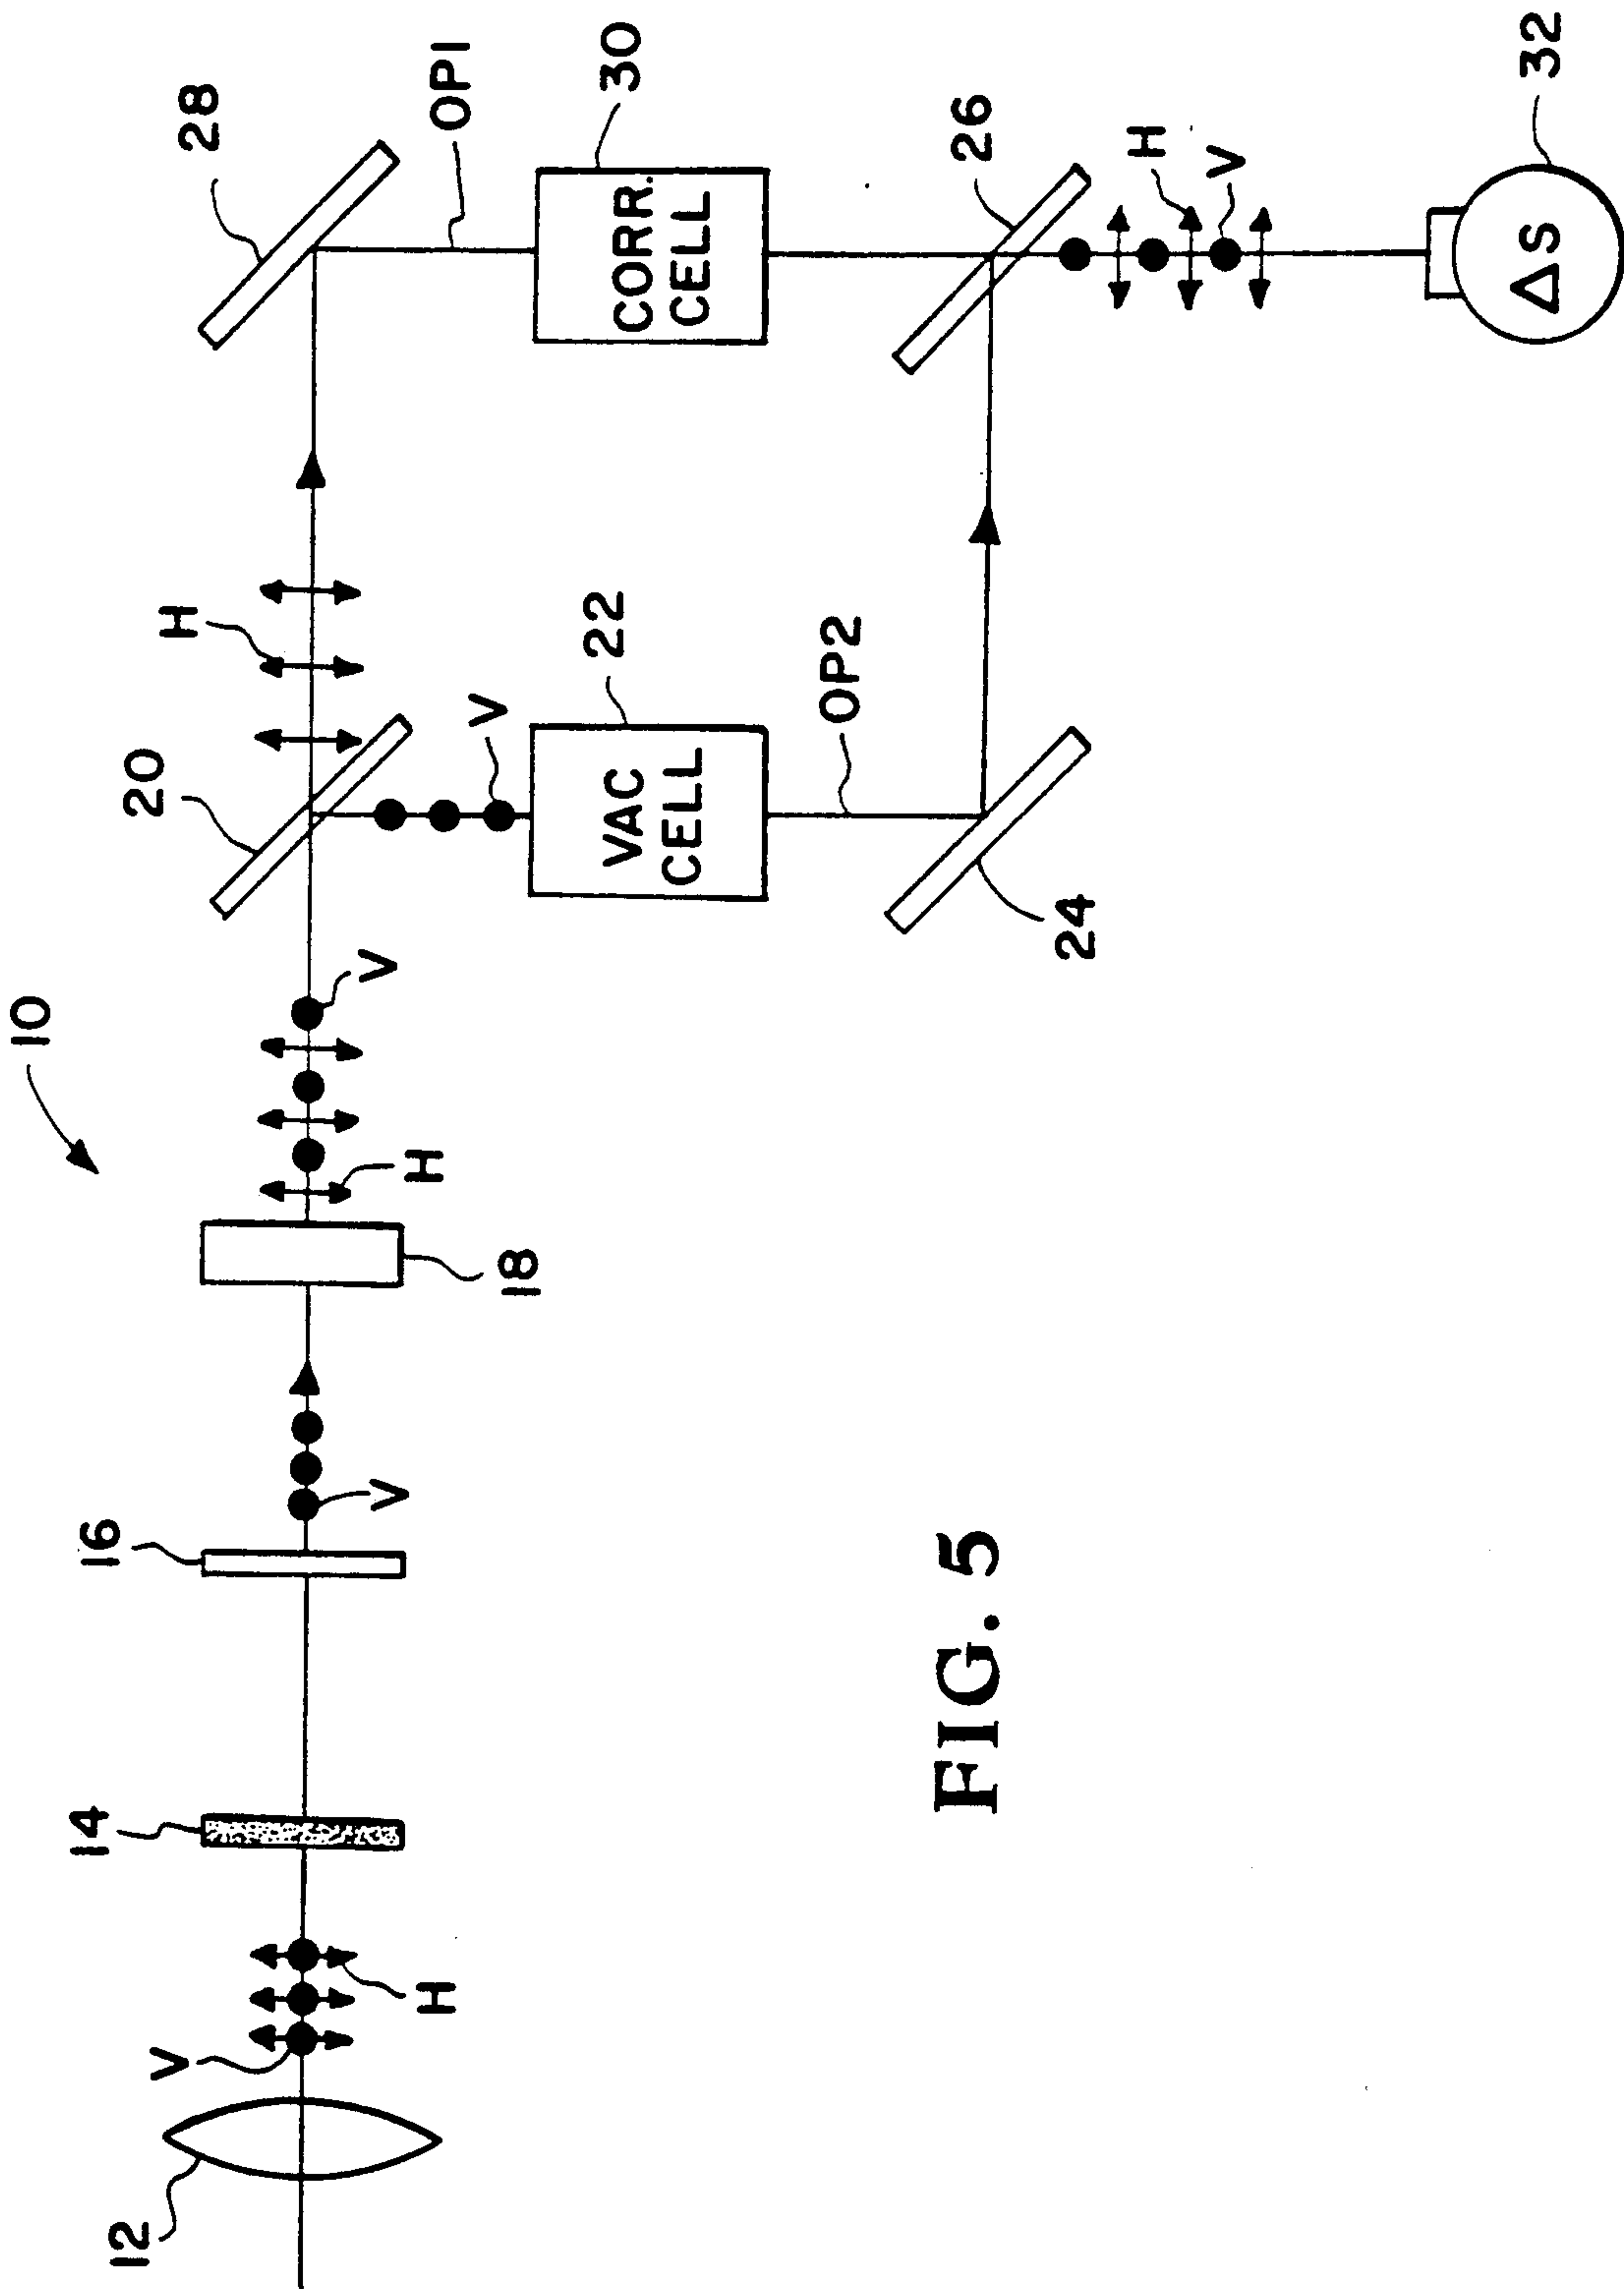 10
12
V
H
14
16
V
18
H
V
20
H
V
VAC
CELL
22
OP2
24
28
OP1
CORR.
CELL
30
26
H
V
ΔS
32
FIG. 5